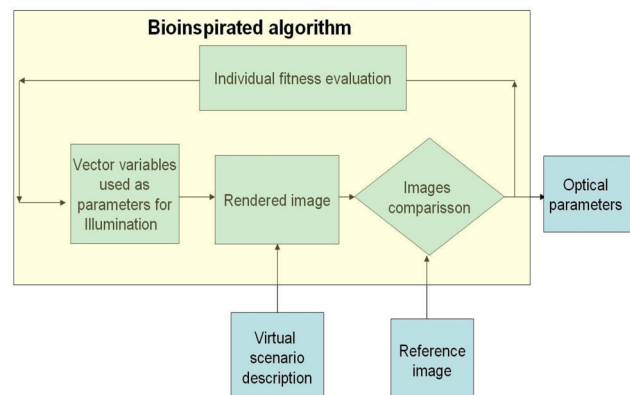 Bioinspirated algorithm
Individual fitness evaluation
Vector variables
used as
parameters for
Illumination
Rendered image
Images
comparisson
Optical
parameters
Virtual
scenario
description
Reference
image